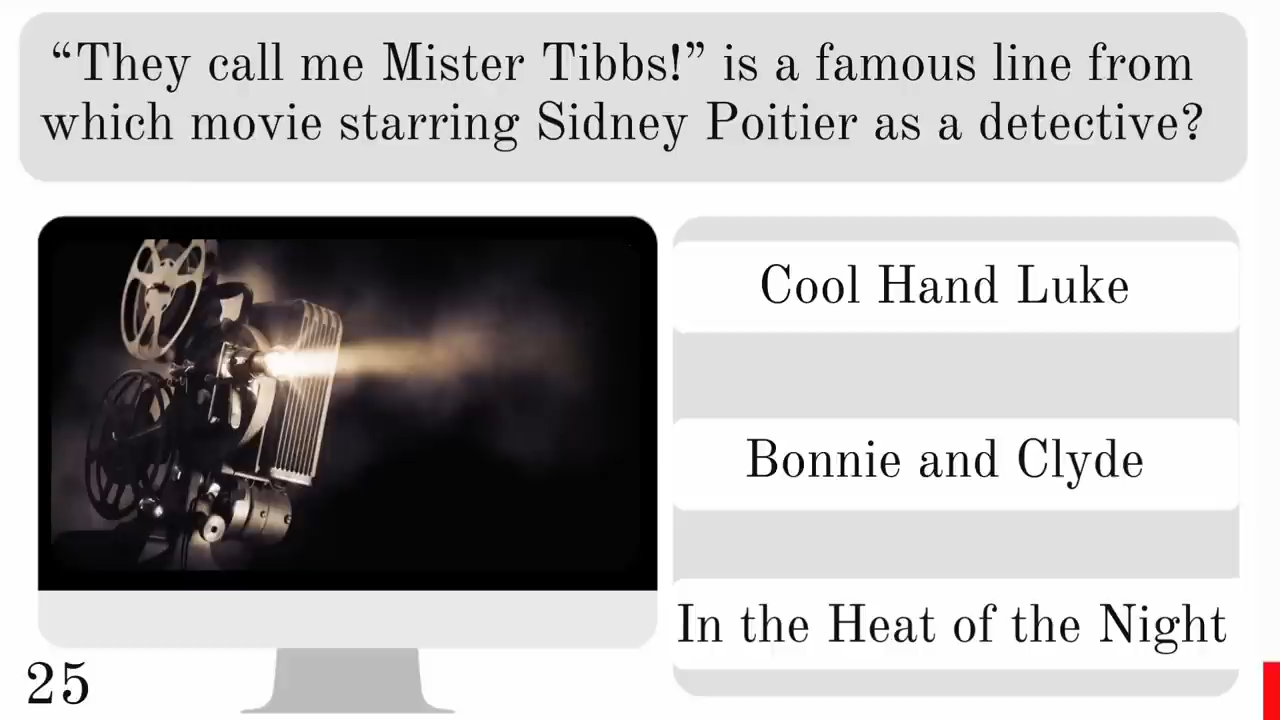 “They call me Mister Tibbs!” is a famous line from
which movie starring Sidney Poitier as a detective?
Cool Hand Luke
Bonnie and Clyde
In the Heat of the Night
25